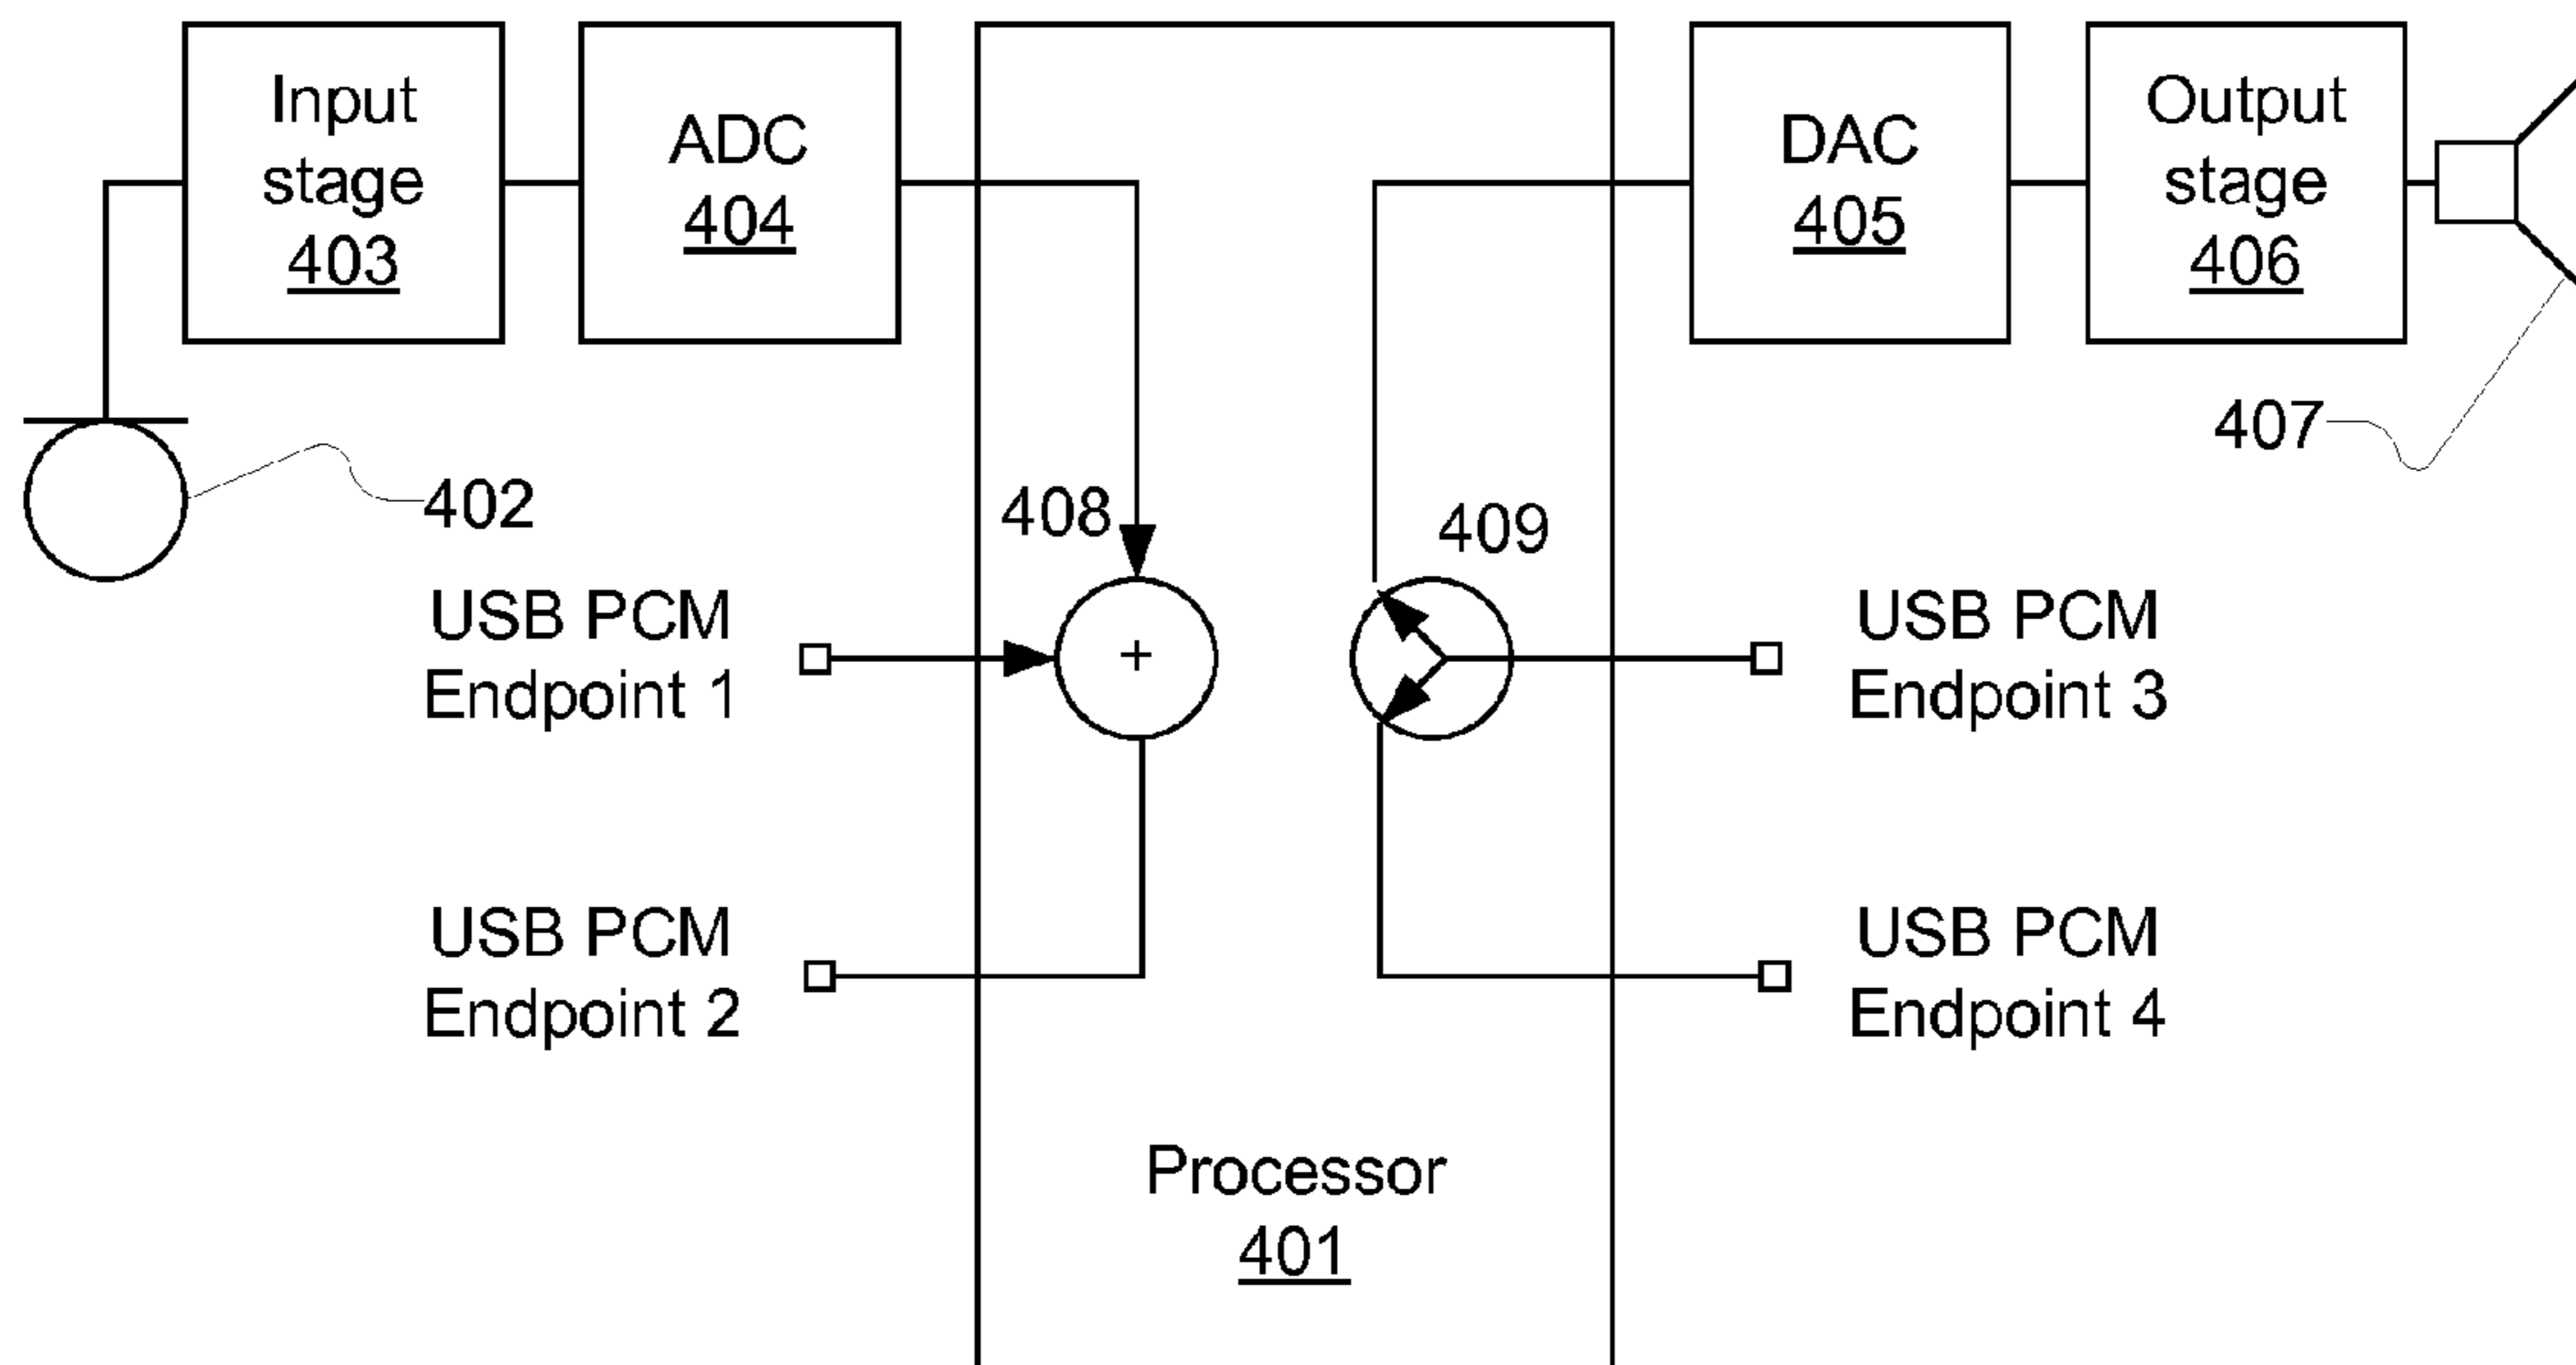 Input
stage
403
ADC
404
DAC
405
Output
stage
406
407
402
408
409
+
USB PCM
Endpoint 1
USB PCM
Endpoint 3
USB PCM
Endpoint 2
USB PCM
Endpoint 4
Processor
401